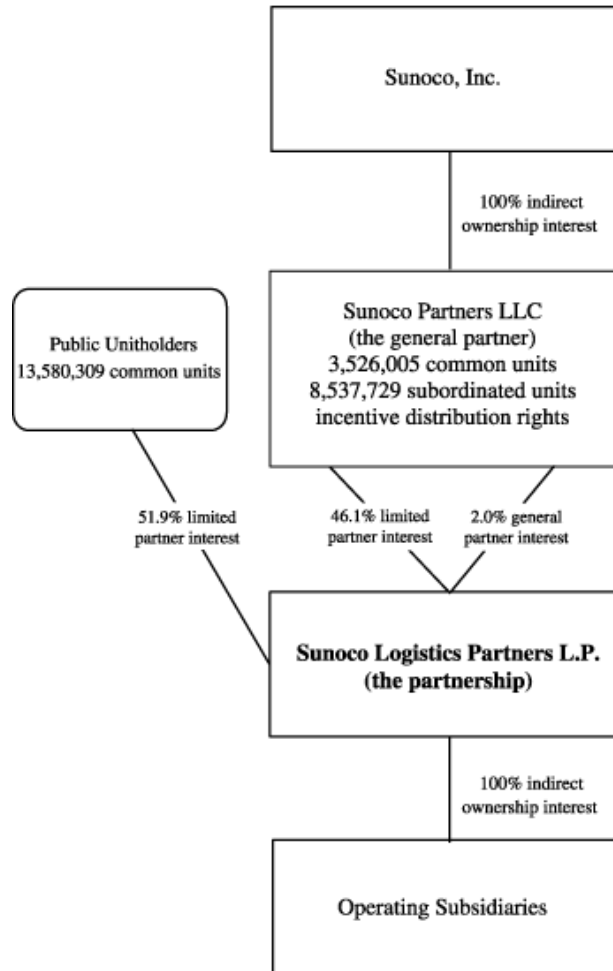 Sunoco, Inc.
100% indirect
ownership interest
Sunoco Partners LLC
(the general partner)
3,526,005 common units
8,537,729 subordinated units
incentive distribution rights
Public Unitholders
13,580,309 common units
51.9% limited
partner interest
46.1% limited
partner interest
2.0% general
partner interest
Sunoco Logistics Partners L.P.
(the partnership)
100% indirect
ownership interest
Operating Subsidiaries